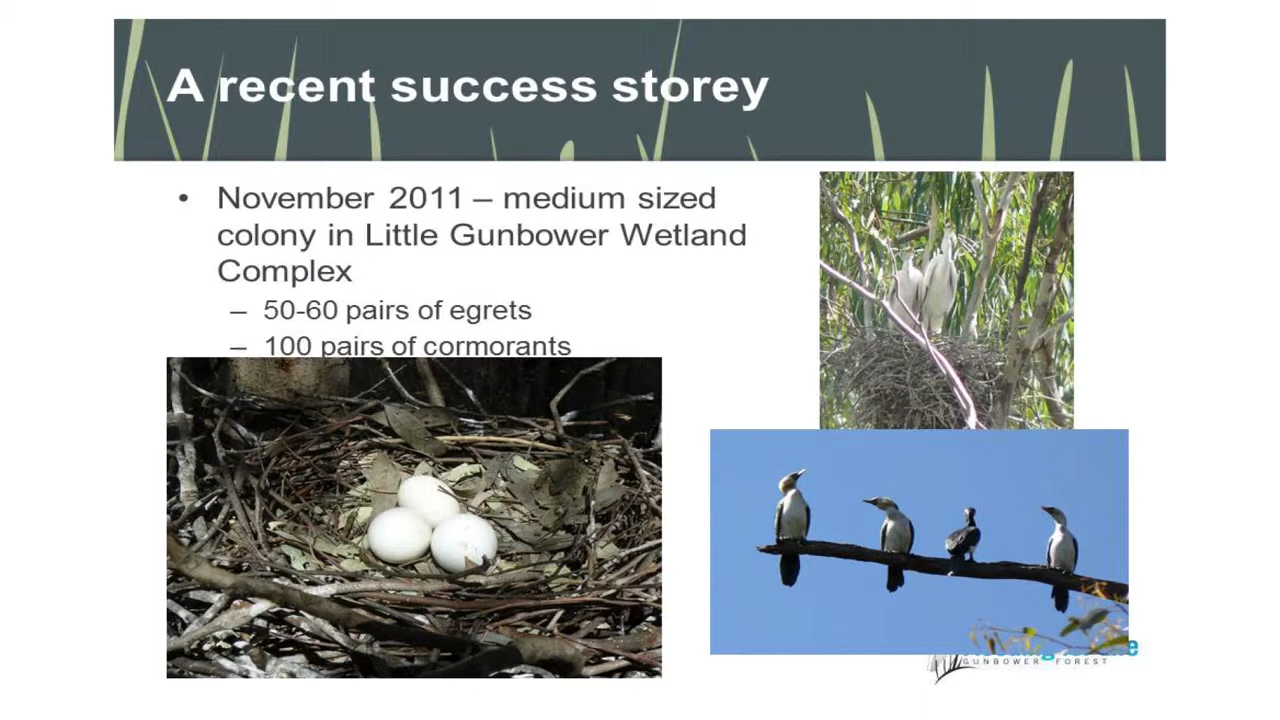 A recent success storey
• November 2011 – medium sized
colony in Little Gunbower Wetland
Complex
– 50-60 pairs of egrets
– 100 pairs of cormorants
GUNBOWER FOREST